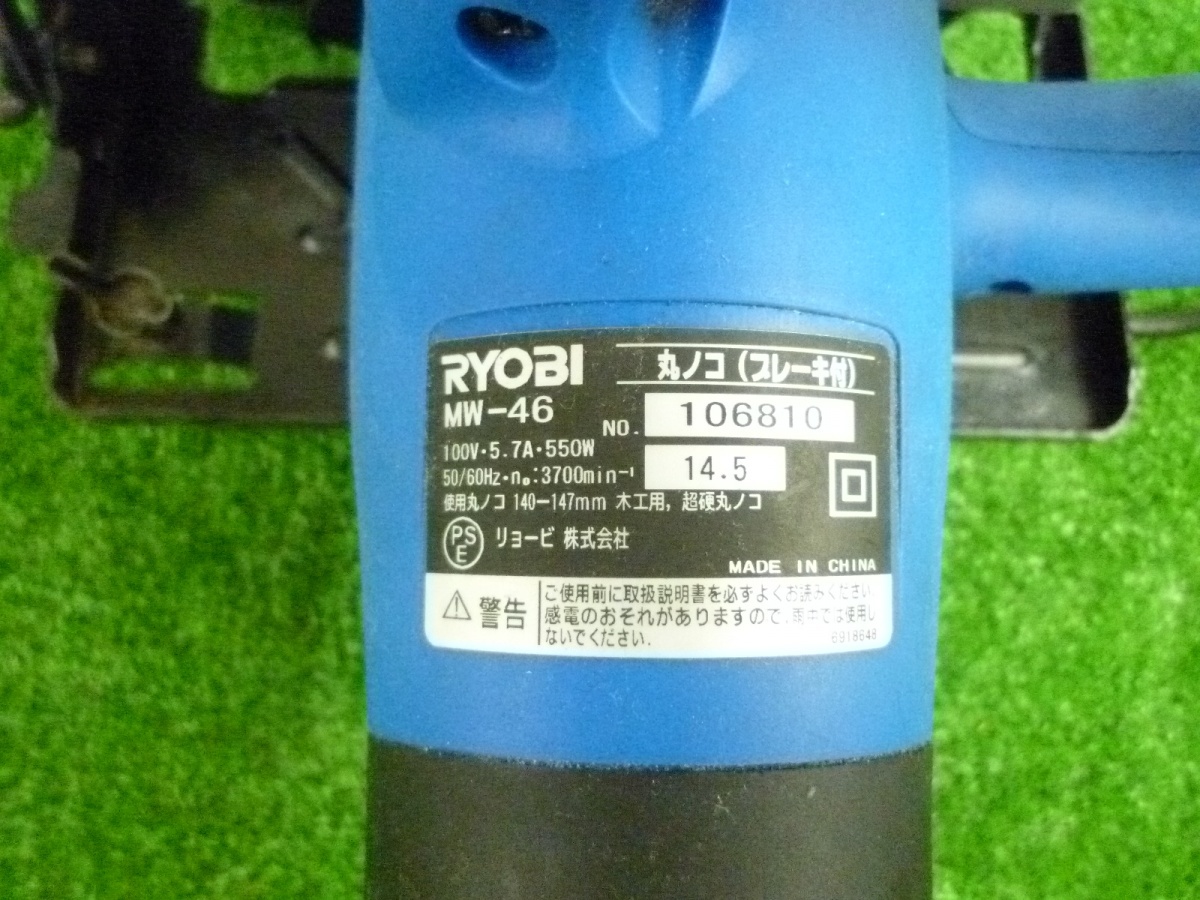 RYOBI
丸ノコ(ブレーキ付)
MW-46
NO. 106810
100V・5.7A・550W
14.5
50/60Hz・n₀:3700min⁻¹
使用丸ノコ 140ー147mm 木工用, 超硬丸ノコ
PS
E
リョービ 株式会社
MADE IN CHINA
警告
ご使用前に取扱説明書を必ずよくお読みください.
感電のおそれがありますので,雨中では使用し
ないでください.
6918648